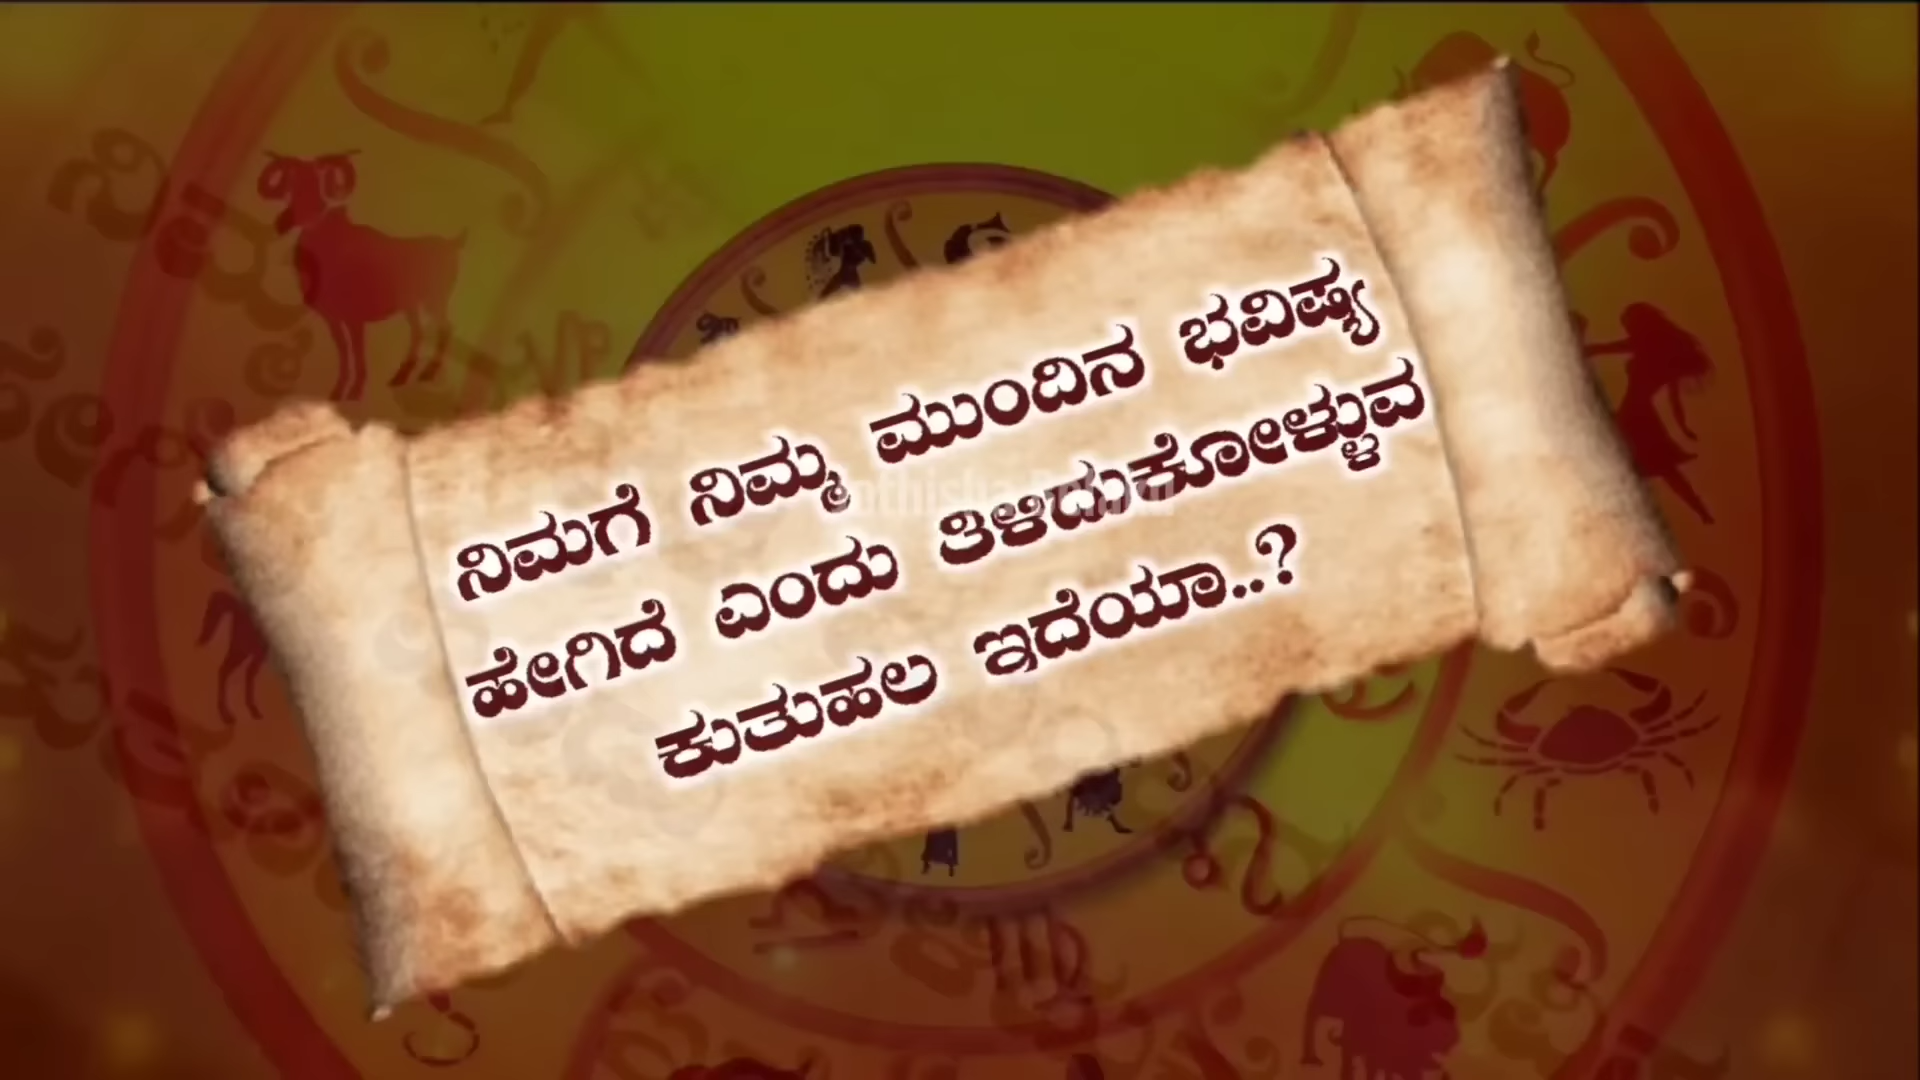 ನಿಮಗೆ ನಿಮ್ಮ ಮುಂದಿನ ಭವಿಷ್ಯ
ಹೇಗಿದೆ ಎಂದು ತಿಳಿದುಕೋಳ್ಳುವ
ಕುತುಹಲ ಇದೆಯಾ..?